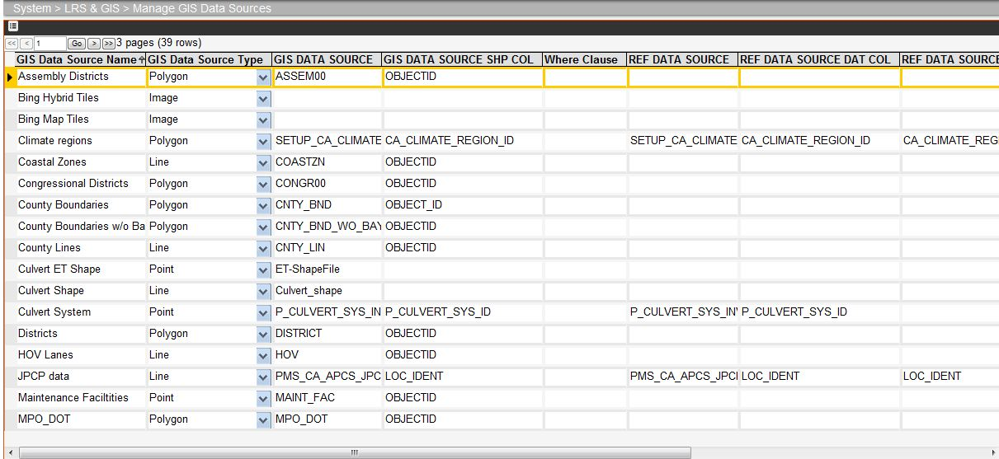 System > LRS & GIS > Manage GIS Data Sources
<< < 1 Go > >> 3 pages (39 rows)
GIS Data Source Name GIS Data Source Type GIS DATA SOURCE GIS DATA SOURCE SHP COL Where Clause REF DATA SOURCE REF DATA SOURCE DAT COL REF DATA SOURCE
Assembly Districts Polygon ASSEM00 OBJECTID
Bing Hybrid Tiles Image
Bing Map Tiles Image
Climate regions Polygon SETUP_CA_CLIMATE CA_CLIMATE_REGION_ID SETUP_CA_CLIMATE CA_CLIMATE_REGION_ID CA_CLIMATE_REG
Coastal Zones Line COASTZN OBJECTID
Congressional Districts Polygon CONGR00 OBJECTID
County Boundaries Polygon CNTY_BND OBJECT_ID
County Boundaries w/o Ba Polygon CNTY_BND_WO_BAY OBJECTID
County Lines Line CNTY_LIN OBJECTID
Culvert ET Shape Point ET-ShapeFile
Culvert Shape Line Culvert_shape
Culvert System Point P_CULVERT_SYS_IN P_CULVERT_SYS_ID P_CULVERT_SYS_INV P_CULVERT_SYS_ID
Districts Polygon DISTRICT OBJECTID
HOV Lanes Line HOV OBJECTID
JPCP data Line PMS_CA_APCS_JPC LOC_IDENT PMS_CA_APCS_JPCI LOC_IDENT LOC_IDENT
Maintenance Faciltities Point MAINT_FAC OBJECTID
MPO_DOT Polygon MPO_DOT OBJECTID